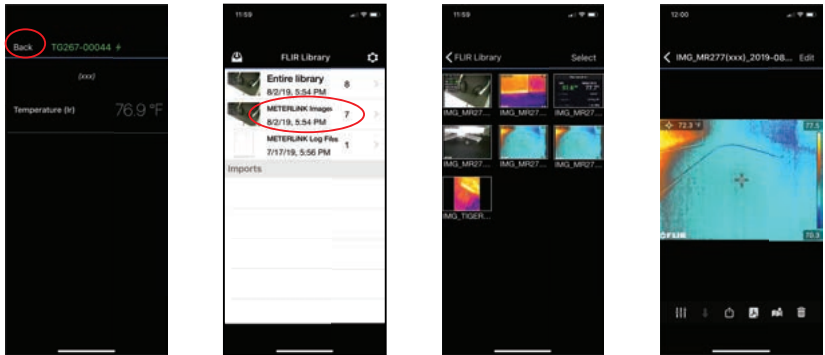 Back TG267-00044
(xxx)
Temperature (Ir) 76.9 °F
11:59
FLIR Library
Entire library
8/2/19, 5:54 PM
8
METERLiNK Images
8/2/19, 5:54 PM
7
METERLiNK Log Files
7/17/19, 5:56 PM
1
Imports
11:59
FLIR Library Select
IMG_MR27... IMG_MR27... IMG_MR27...
IMG_MR27... IMG_MR27... IMG_MR27...
IMG_TIGER...
12:00
IMG_MR277(xxx)_2019-08... Edit
72.3 °F 77.5
FLIR 70.3